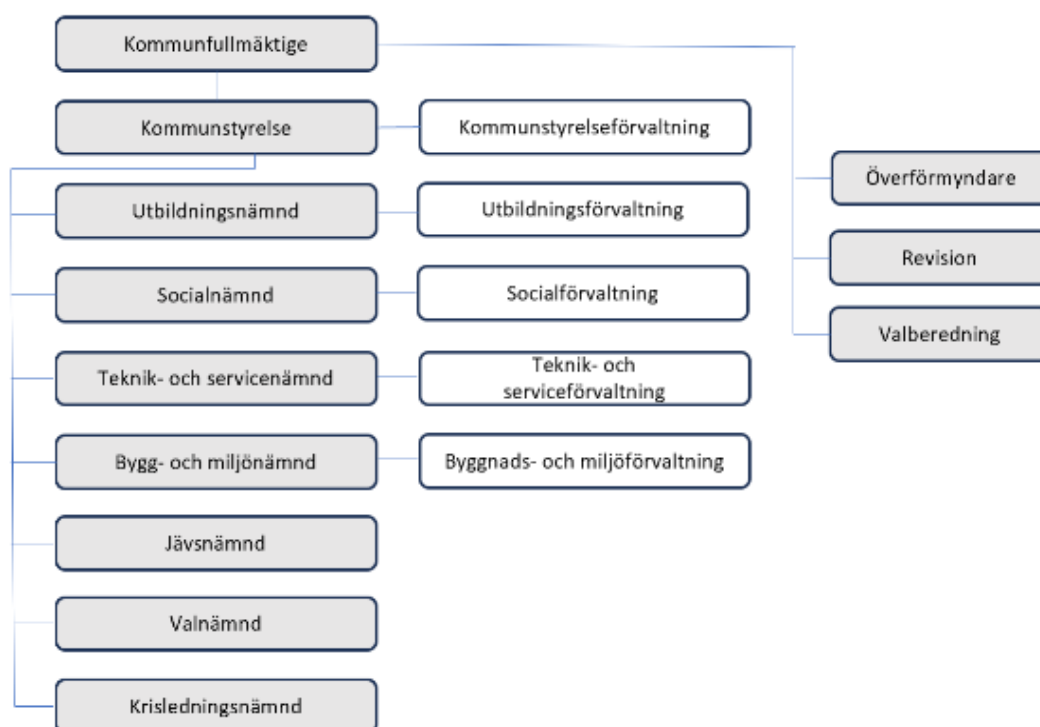 Kommunfullmäktige
Kommunstyrelse
Kommunstyrelseförvaltning
Utbildningsnämnd
Utbildningsförvaltning
Socialnämnd
Socialförvaltning
Teknik- och servicenämnd
Teknik- och
serviceförvaltning
Bygg- och miljönämnd
Byggnads- och miljöförvaltning
Jävsnämnd
Valnämnd
Krisledningsnämnd
Överförmyndare
Revision
Valberedning